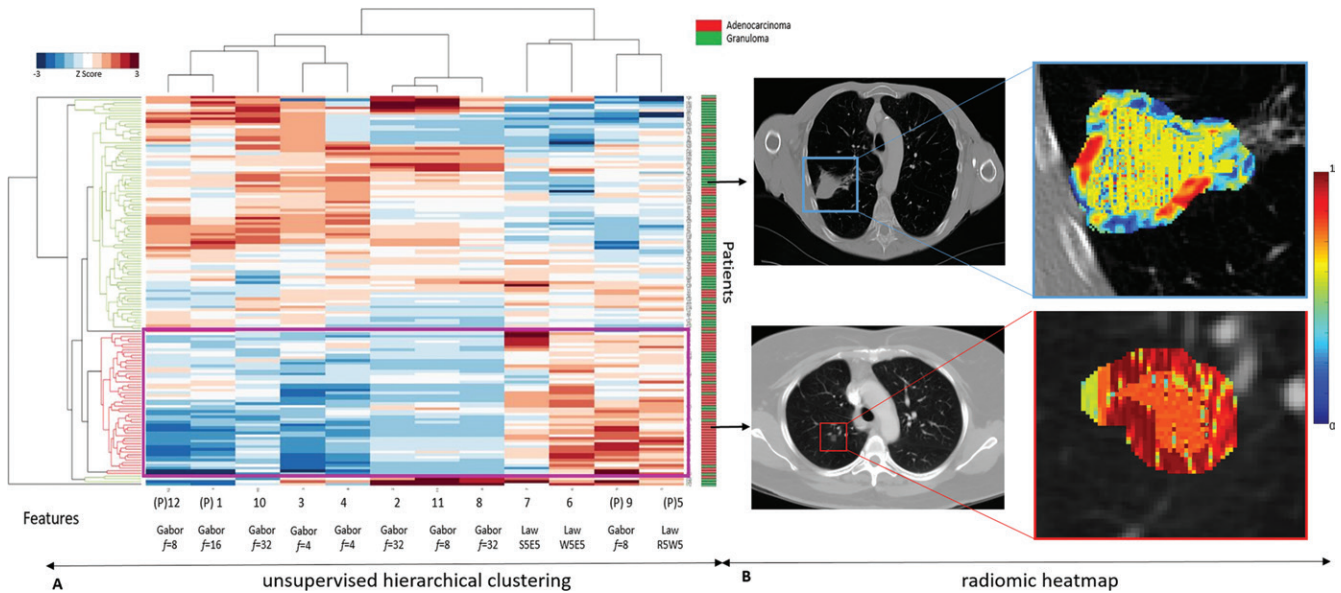 Adenocarcinoma
Granuloma
-3 Z Score 3
Patients
1
0
Features
(P)12 (P) 1 10 3 4 2 11 8 7 6 (P) 9 (P)5
Gabor Gabor Gabor Gabor Gabor Gabor Gabor Gabor Law Law Gabor Law
f=8 f=16 f=32 f=4 f=4 f=32 f=8 f=32 S5E5 W5E5 f=8 R5W5
A unsupervised hierarchical clustering B radiomic heatmap